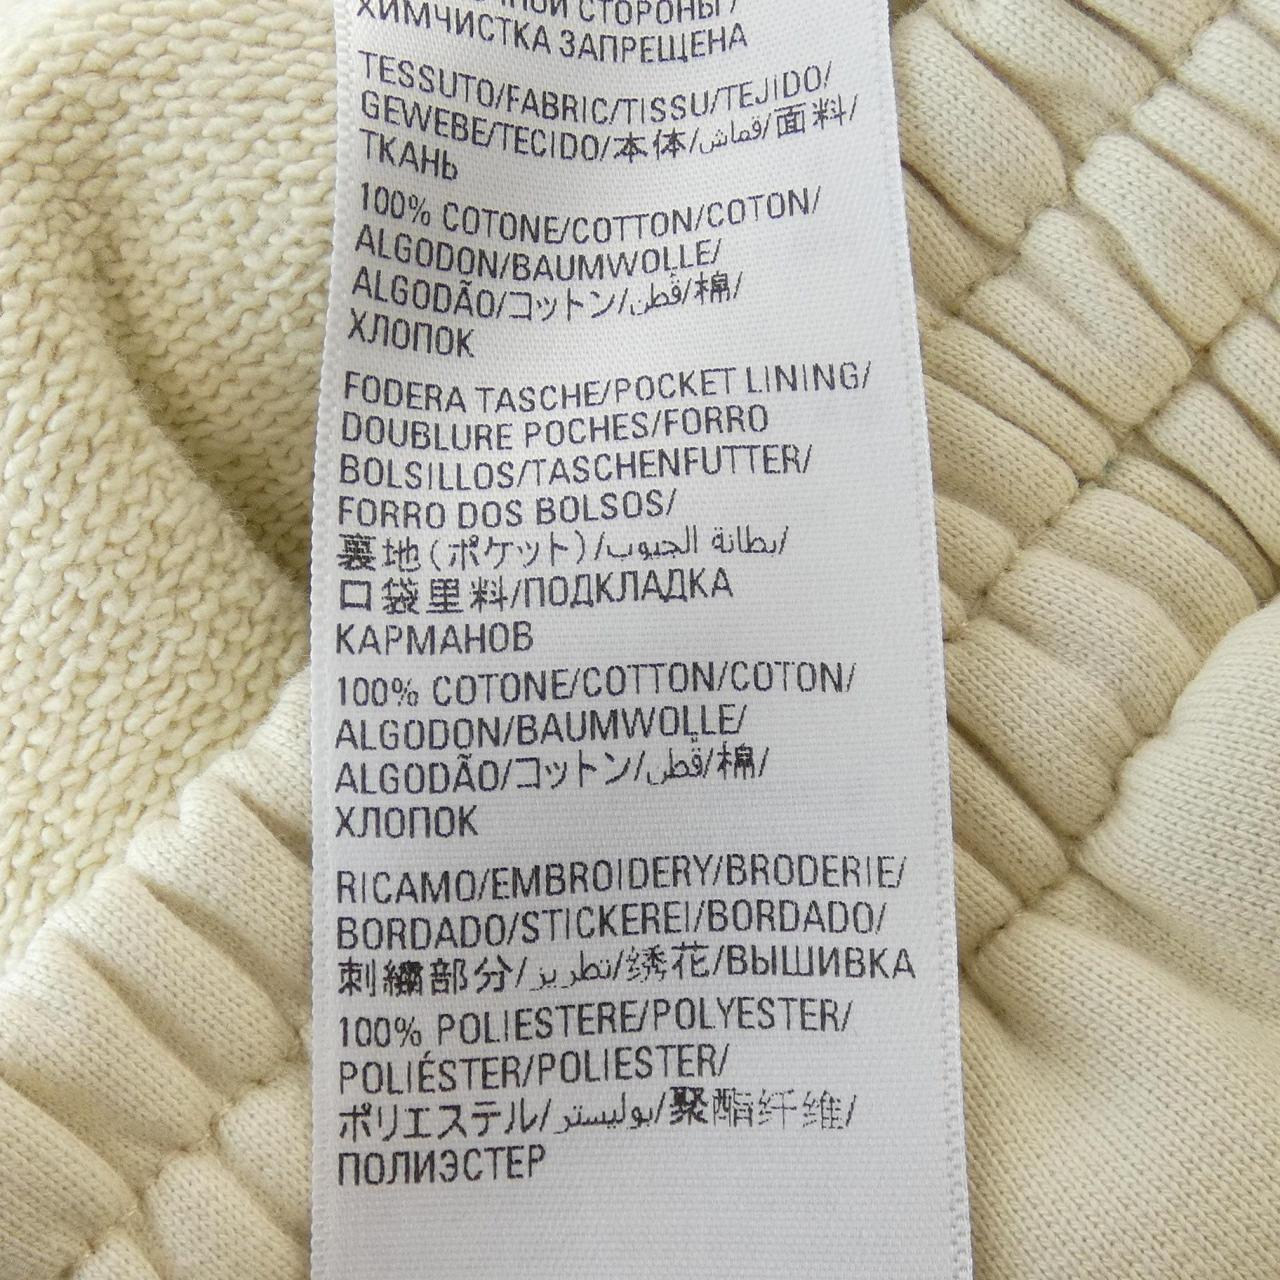 СТОРОНЫ/
ХИМЧИСТКА ЗАПРЕЩЕНА
TESSUTO/FABRIC/TISSU/TEJIDO/
GEWEBE/TECIDO/本体/قماش/面料/
ТКАНЬ
100% COTONE/COTTON/COTON/
ALGODON/BAUMWOLLE/
ALGODÃO/コットン/قطن/棉/
ХЛОПОК
FODERA TASCHE/POCKET LINING/
DOUBLURE POCHES/FORRO
BOLSILLOS/TASCHENFUTTER/
FORRO DOS BOLSOS/
裏地(ポケット)/بطانة الجيوب/
口袋里料/ПОДКЛАДКА
КАРМАНОВ
100% COTONE/COTTON/COTON/
ALGODON/BAUMWOLLE/
ALGODÃO/コットン/قطن/棉/
ХЛОПОК
RICAMO/EMBROIDERY/BRODERIE/
BORDADO/STICKEREI/BORDADO/
刺繍部分/تطريز/绣花/ВЫШИВКА
100% POLIESTERE/POLYESTER/
POLIÉSTER/POLIESTER/
ポリエステル/بوليستر/聚酯纤维/
ПОЛИЭСТЕР